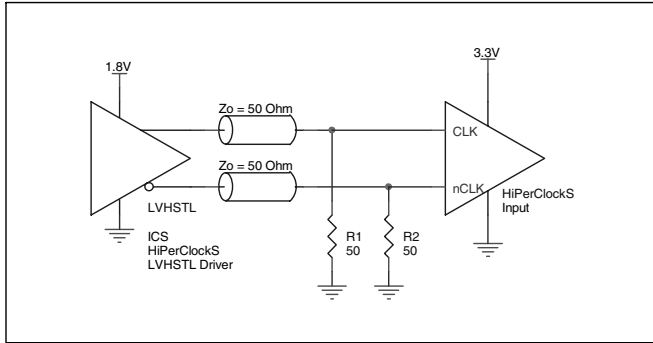 1.8V
3.3V
Zo = 50 Ohm
CLK
Zo = 50 Ohm
nCLK
HiPerClockS
Input
LVHSTL
ICS
HiPerClockS
LVHSTL Driver
R1
50
R2
50